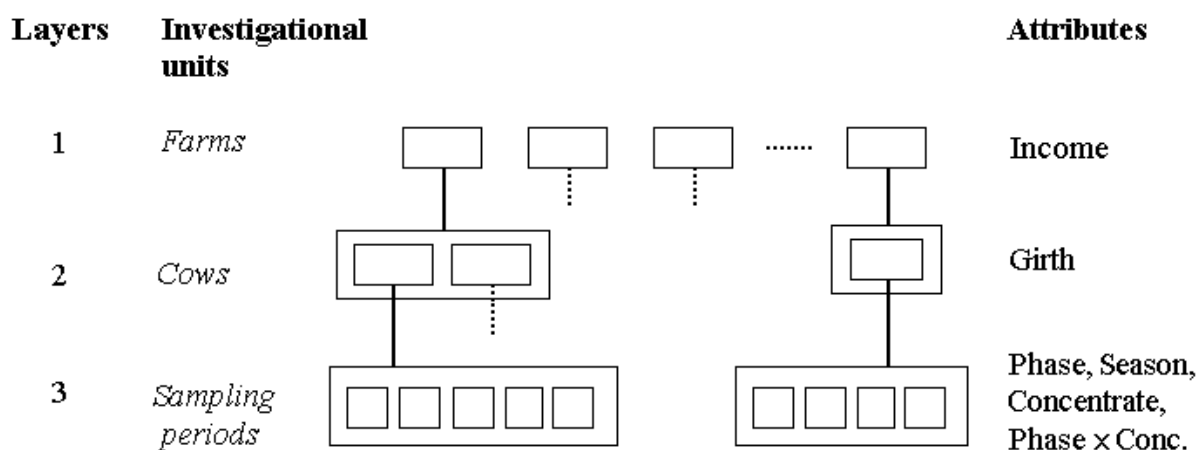 Layers Investigational units Attributes
1 Farms Income
2 Cows Girth
3 Sampling periods Phase, Season,
Concentrate,
Phase × Conc.